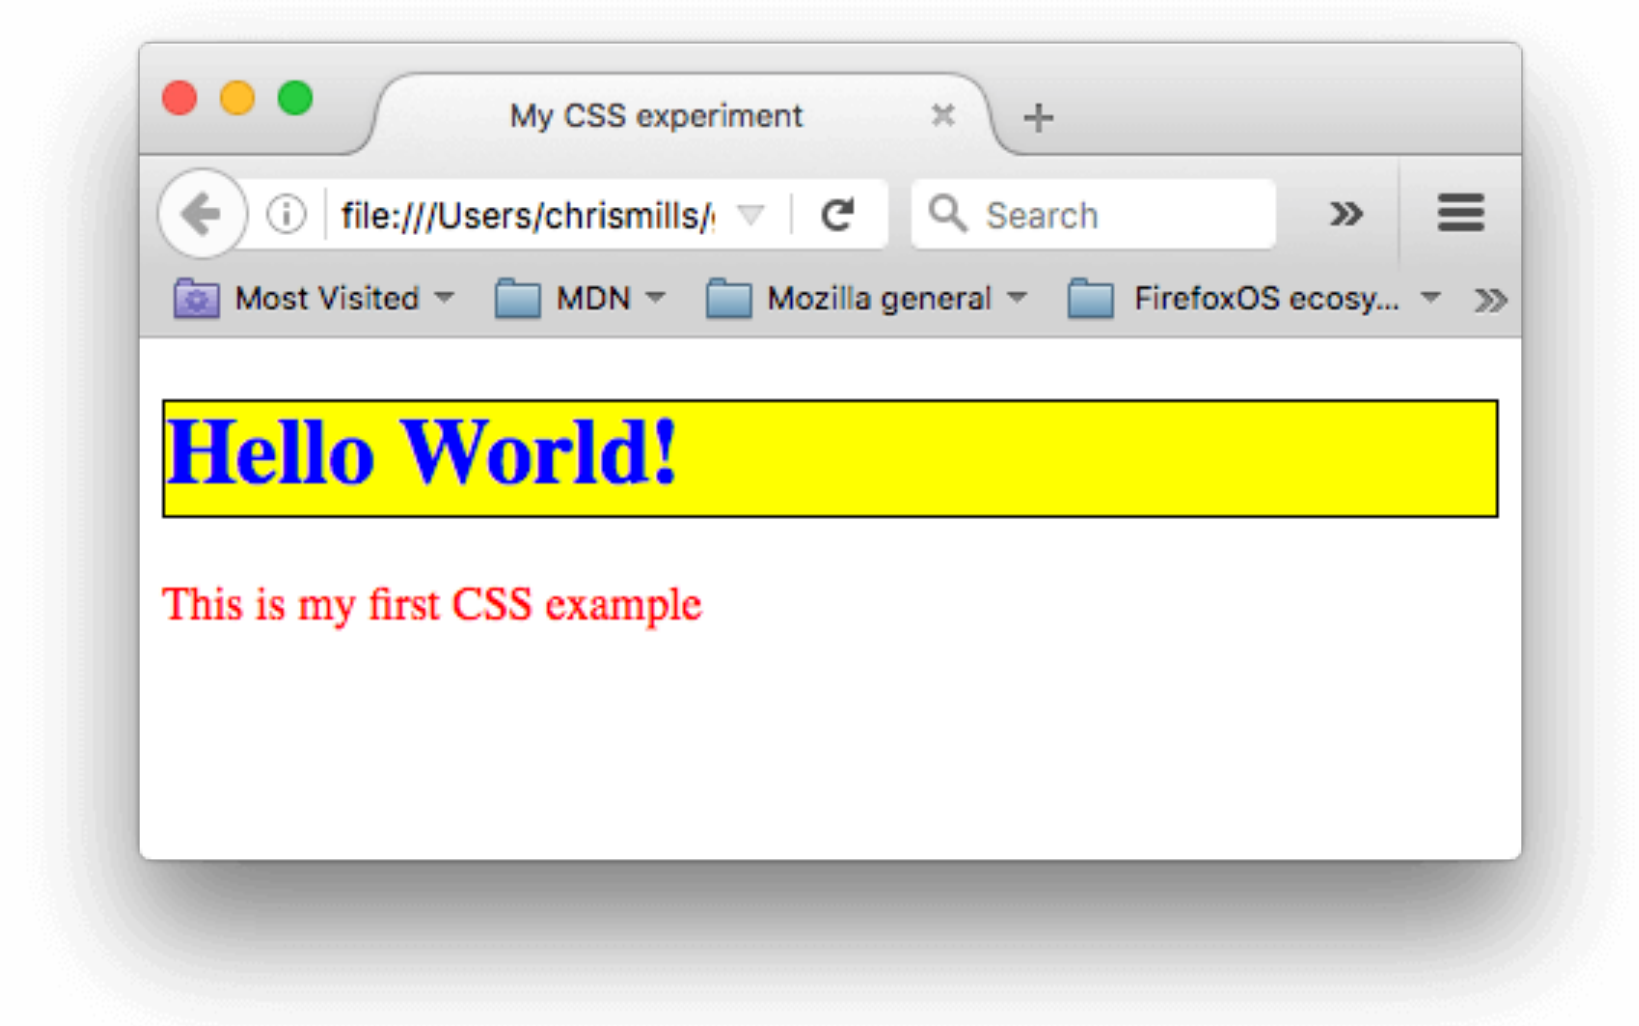 My CSS experiment
file:///Users/chrismills/
Search
Most Visited MDN Mozilla general FirefoxOS ecosy...
Hello World!
This is my first CSS example